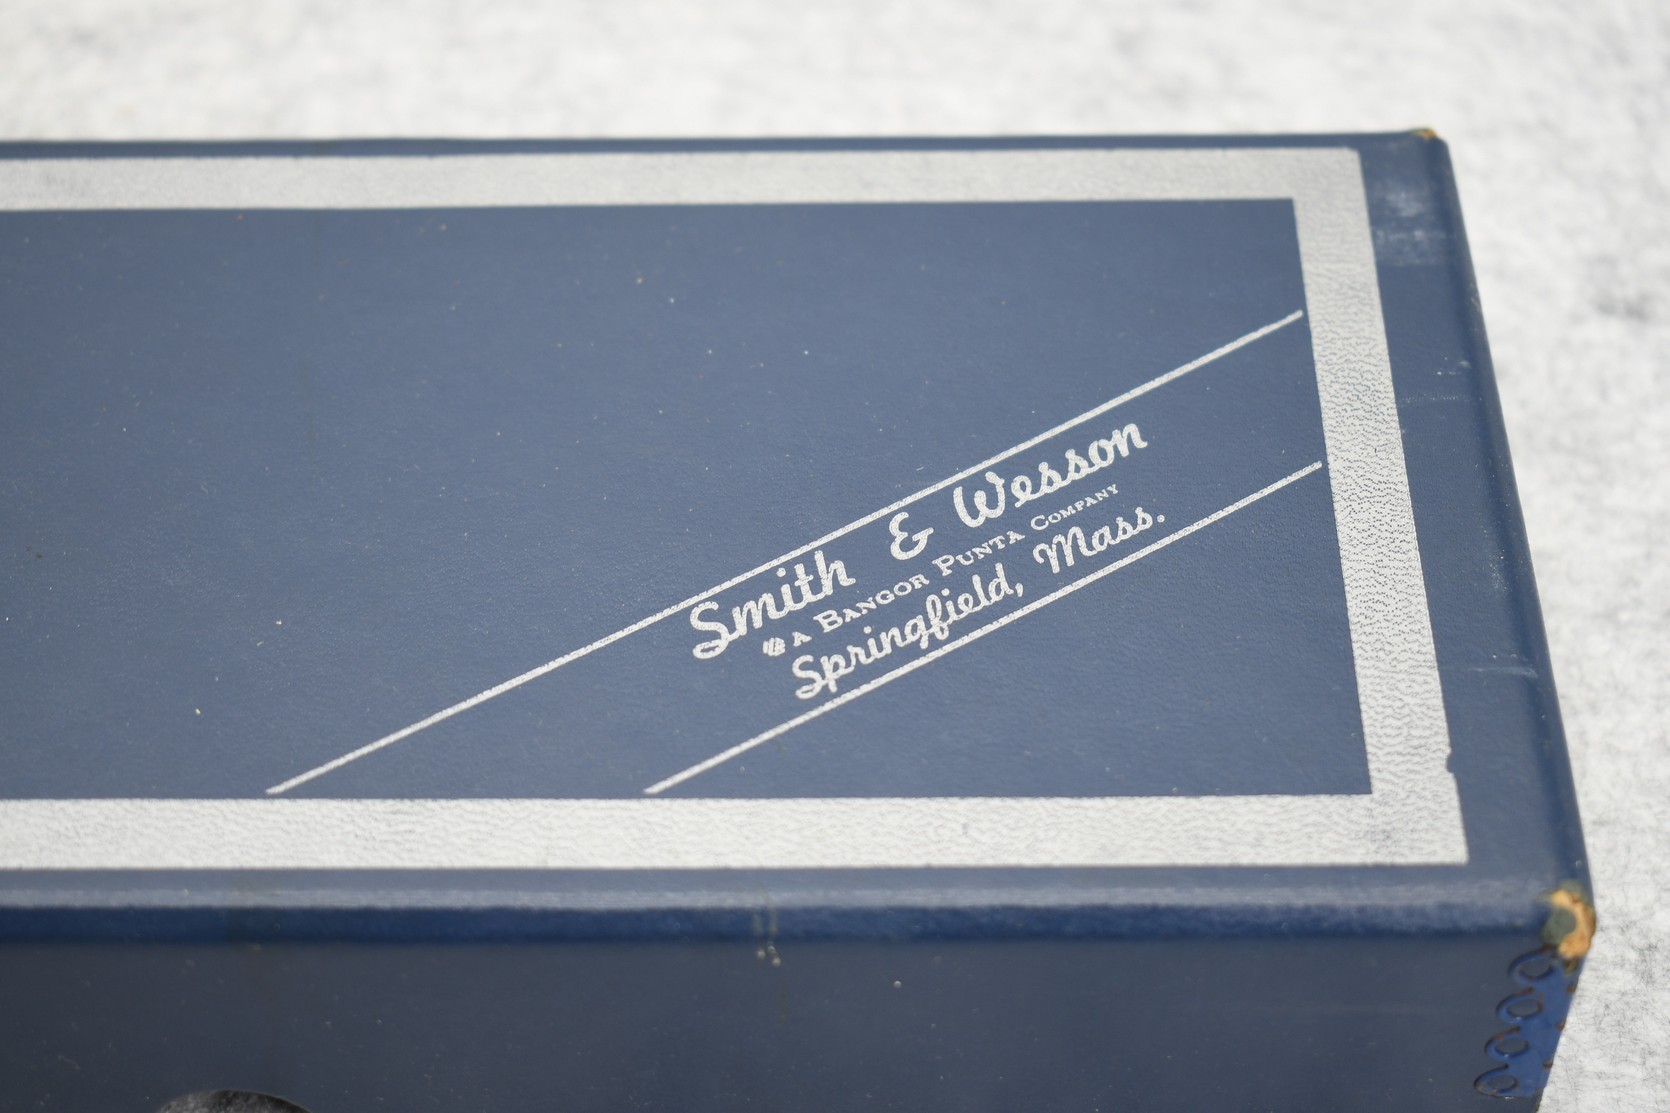 Smith & Wesson
A BANGOR PUNTA COMPANY
Springfield, Mass.